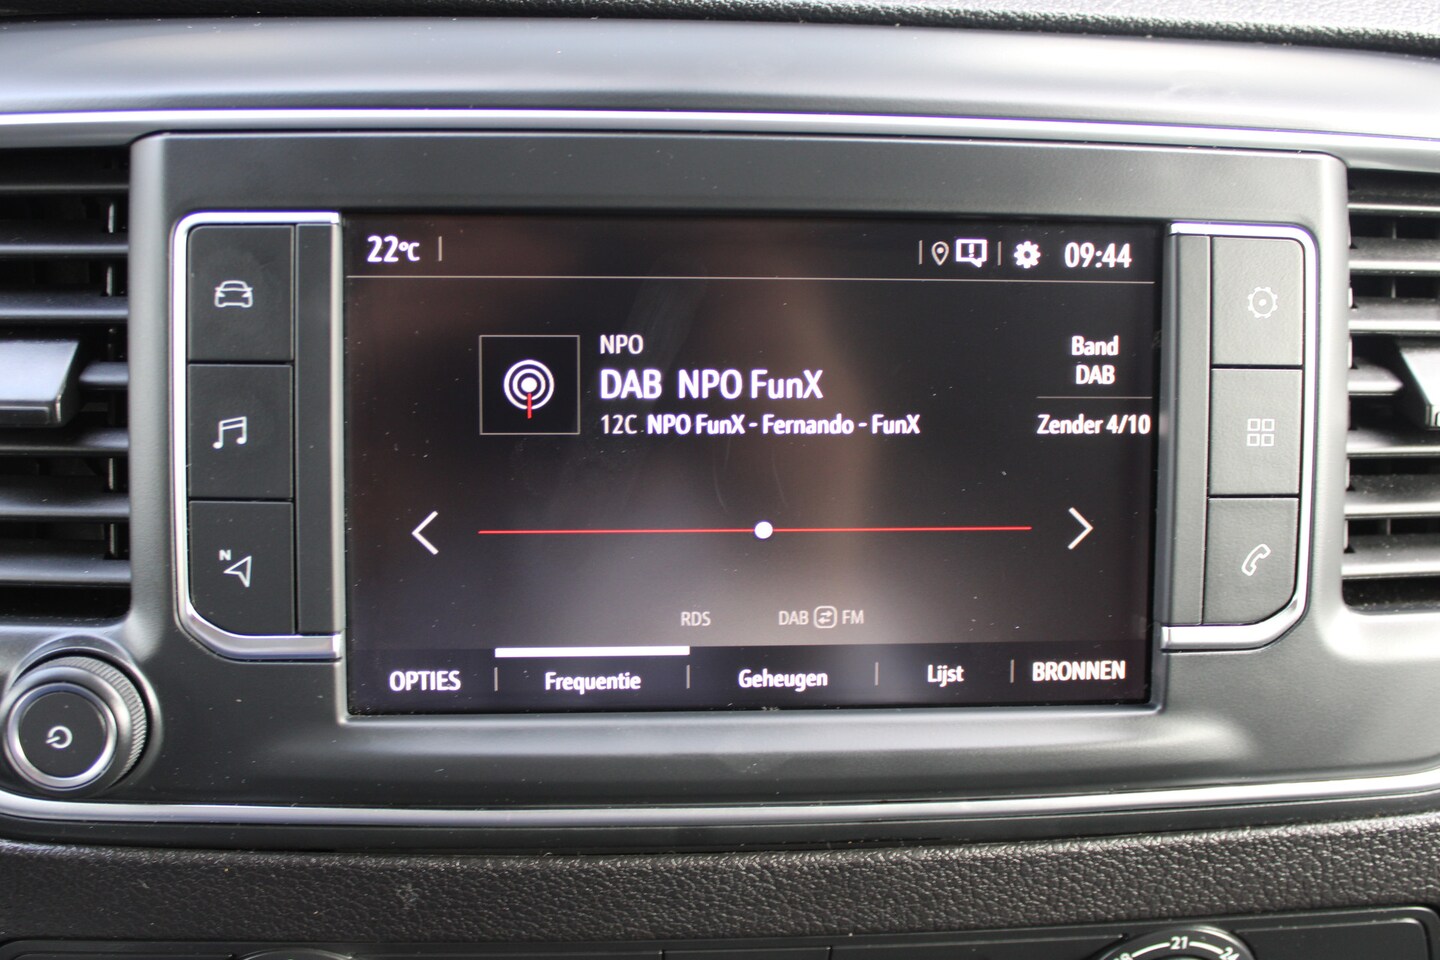 22°C
09:44
NPO
DAB NPO FunX
12C NPO FunX - Fernando - FunX
Band
DAB
Zender 4/10
N
RDS
DAB FM
OPTIES
Frequentie
Geheugen
Lijst
BRONNEN
21